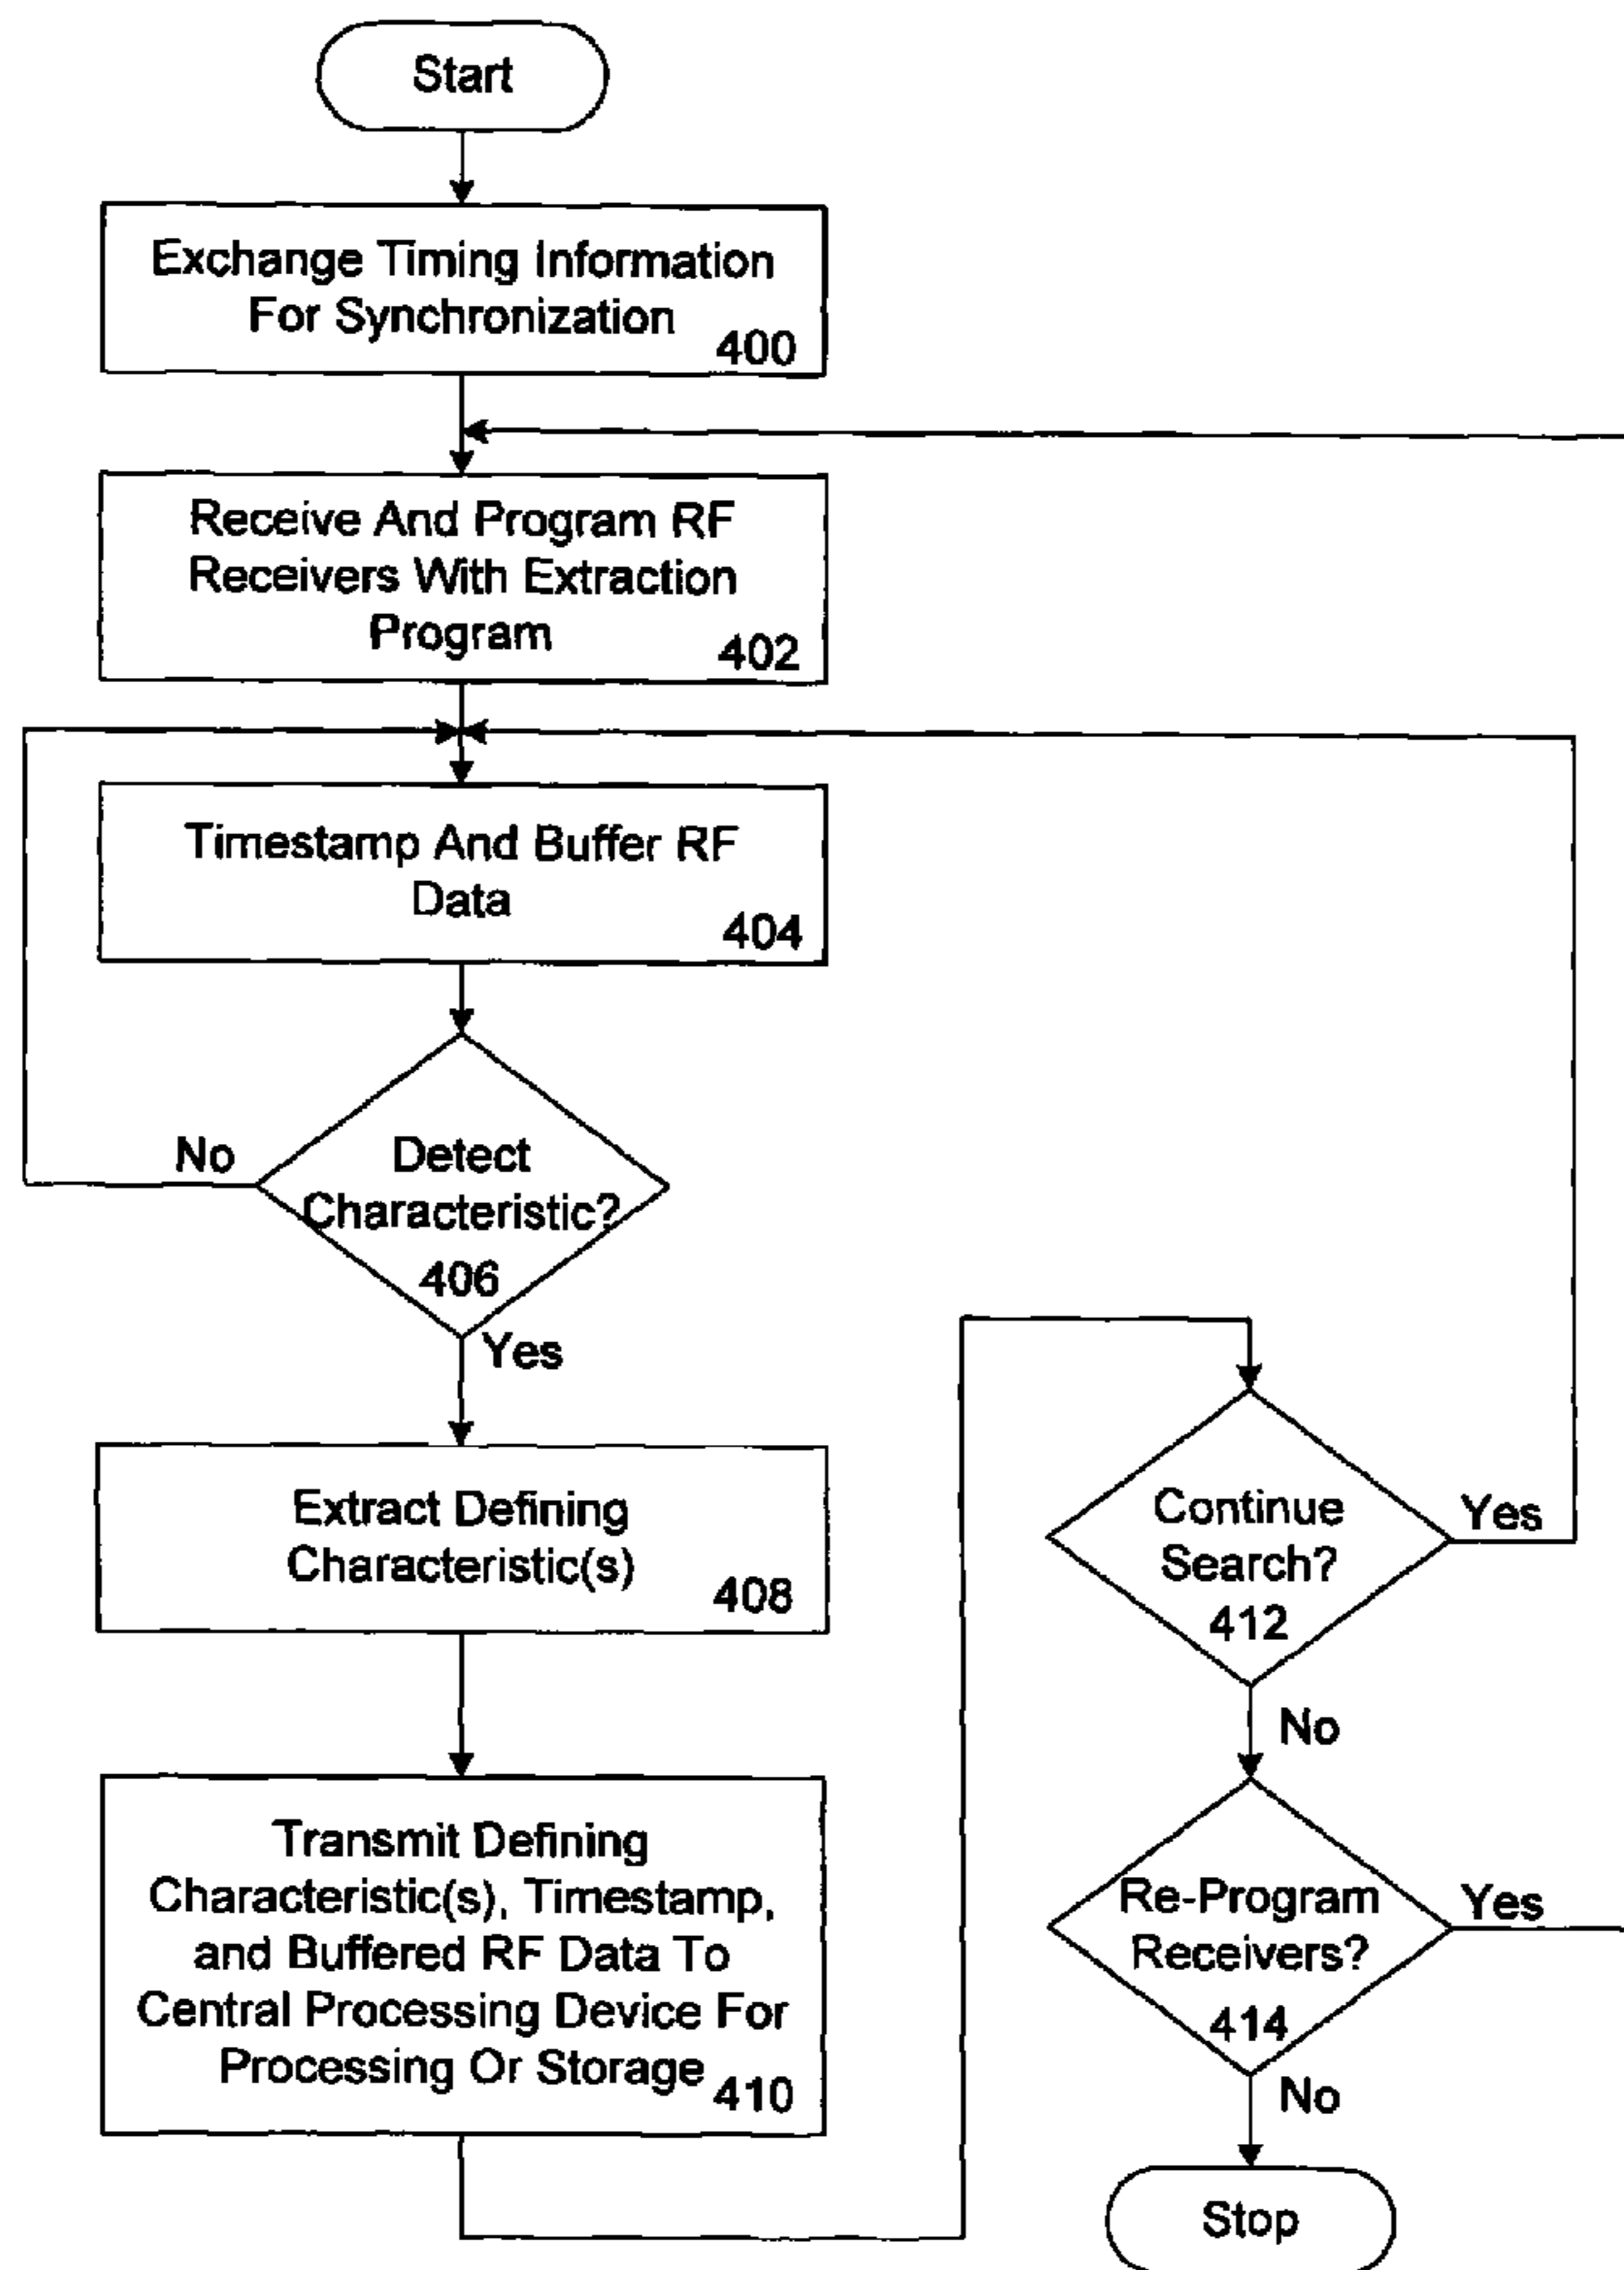 Start
Exchange Timing Information
For Synchronization
400
Receive And Program RF
Receivers With Extraction
Program
402
Timestamp And Buffer RF
Data
404
No
Detect
Characteristic?
406
Yes
Extract Defining
Characteristic(s)
408
Transmit Defining
Characteristic(s), Timestamp,
and Buffered RF Data To
Central Processing Device For
Processing Or Storage
410
Continue
Search?
412
Yes
No
Re-Program
Receivers?
414
Yes
No
Stop